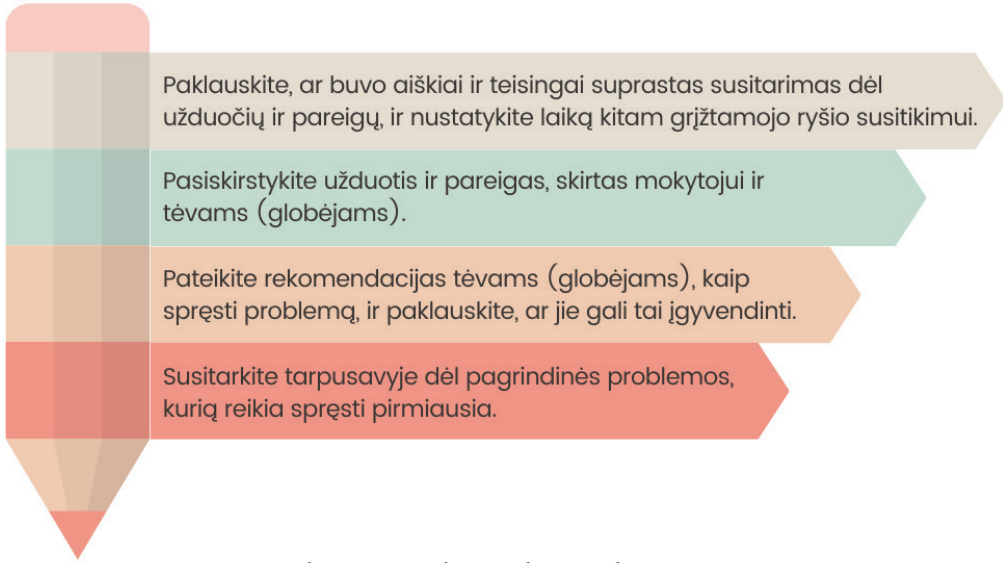 Paklauskite, ar buvo aiškiai ir teisingai suprastas susitarimas dėl
užduočių ir pareigų, ir nustatykite laiką kitam grįžtamojo ryšio susitikimui.
Pasiskirstykite užduotis ir pareigas, skirtas mokytojui ir
tėvams (globėjams).
Pateikite rekomendacijas tėvams (globėjams), kaip
spręsti problemą, ir paklauskite, ar jie gali tai įgyvendinti.
Susitarkite tarpusavyje dėl pagrindinės problemos,
kurią reikia spręsti pirmiausia.